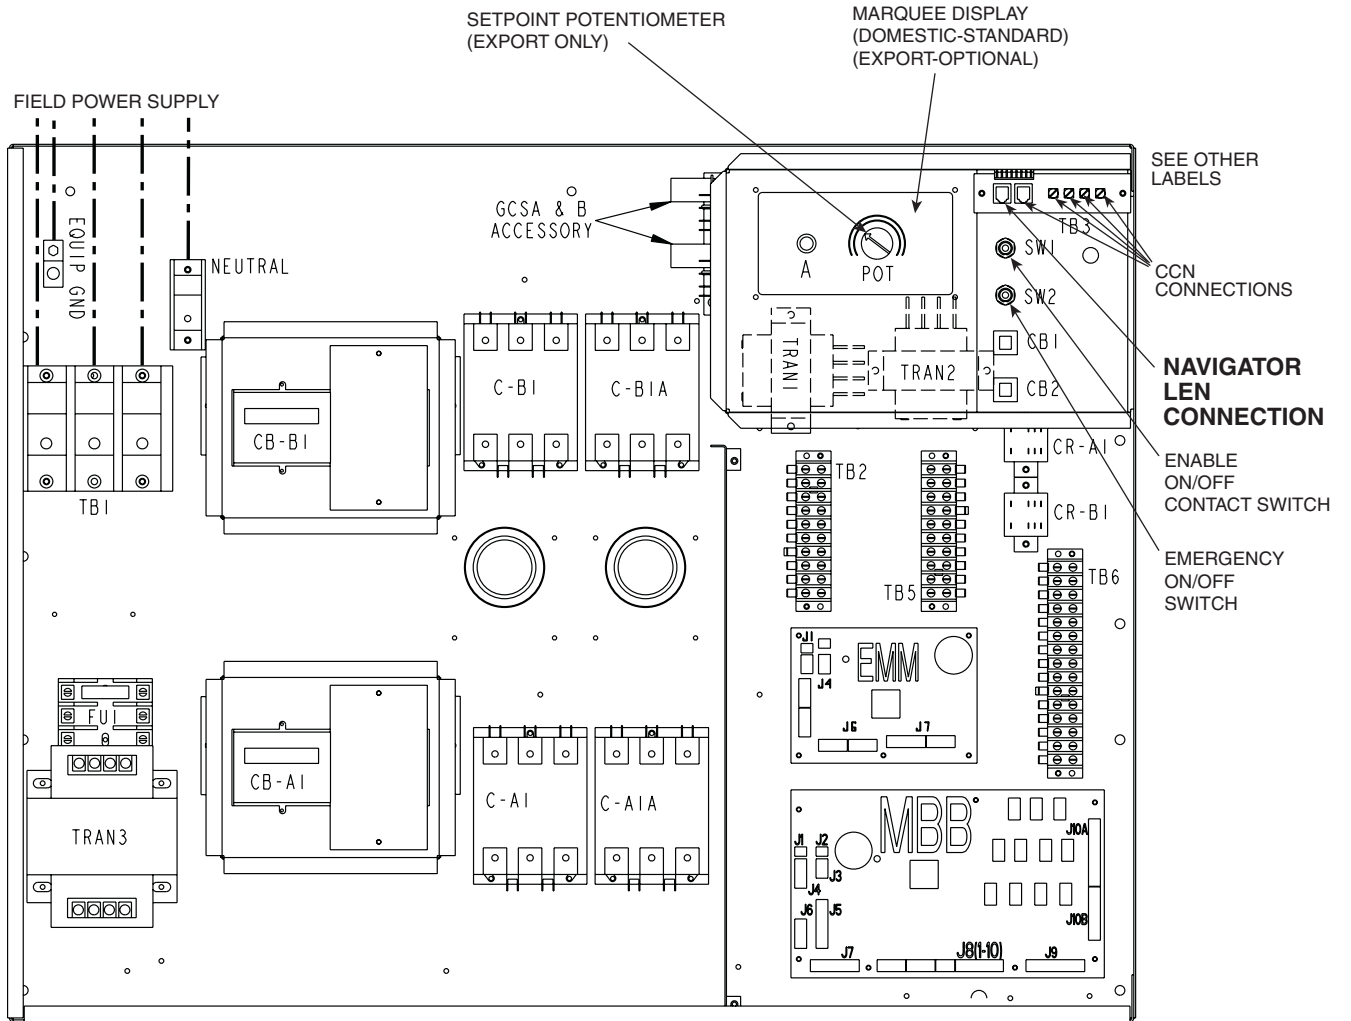 SETPOINT POTENTIOMETER
(EXPORT ONLY)
MARQUEE DISPLAY
(DOMESTIC-STANDARD)
(EXPORT-OPTIONAL)
FIELD POWER SUPPLY
SEE OTHER
LABELS
GCSA & B
ACCESSORY
EQUIP GND
NEUTRAL
A
POT
TB3
SW1
SW2
CCN
CONNECTIONS
CB1
CB2
TRAN1
TRAN2
NAVIGATOR
LEN
CONNECTION
C-B1
C-B1A
CB-B1
TB1
CR-A1
CR-B1
ENABLE
ON/OFF
CONTACT SWITCH
EMERGENCY
ON/OFF
SWITCH
TB2
TB5
TB6
J1
J4
EMM
J6
J7
FU1
TRAN3
CB-A1
C-A1
C-A1A
MBB
J1
J2
J3
J4
J6
J5
J7
J8(1-10)
J9
J10A
J10B